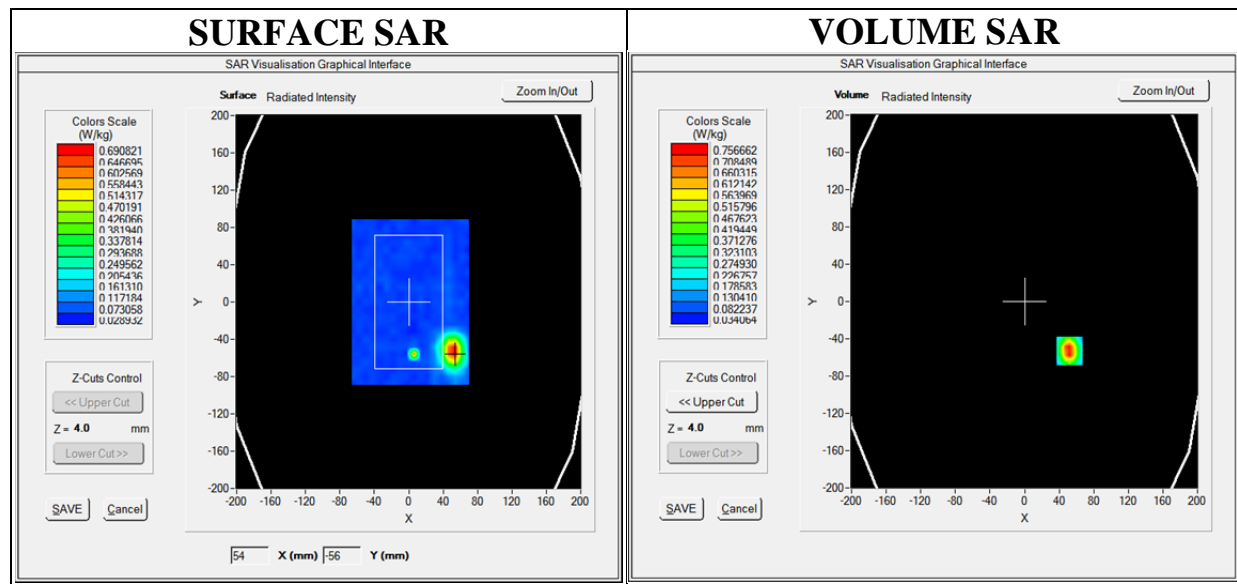 SURFACE SAR
SAR Visualisation Graphical Interface
Surface Radiated Intensity
Zoom In/Out
Colors Scale
(W/kg)
0.690821
0.646695
0.602569
0.558443
0.514317
0.470191
0.426066
0.381940
0.337814
0.293688
0.249562
0.205436
0.161310
0.117184
0.073058
0.028932
Z-Cuts Control
<< Upper Cut
Z = 4.0 mm
Lower Cut >>
SAVE
Cancel
200
160
120
80
40
0
-40
-80
-120
-160
-200
Y
-200 -160 -120 -80 -40 0 40 80 120 160 200
X
54 X (mm) -56 Y (mm)
VOLUME SAR
SAR Visualisation Graphical Interface
Volume Radiated Intensity
Zoom In/Out
Colors Scale
(W/kg)
0.756662
0.708489
0.660315
0.612142
0.563969
0.515796
0.467623
0.419449
0.371276
0.323103
0.274930
0.226757
0.178583
0.130410
0.082237
0.034064
Z-Cuts Control
<< Upper Cut
Z = 4.0 mm
Lower Cut >>
SAVE
Cancel
200
160
120
80
40
0
-40
-80
-120
-160
-200
Y
-200 -160 -120 -80 -40 0 40 80 120 160 200
X